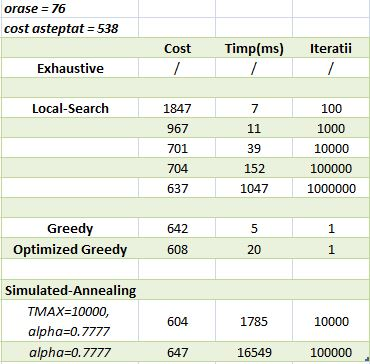 orase = 76
cost asteptat = 538
Cost Timp(ms) Iteratii
Exhaustive / / /
Local-Search 1847 7 100
967 11 1000
701 39 10000
704 152 100000
637 1047 1000000
Greedy 642 5 1
Optimized Greedy 608 20 1
Simulated-Annealing
TMAX=10000,
alpha=0.7777 604 1785 10000
alpha=0.7777 647 16549 100000